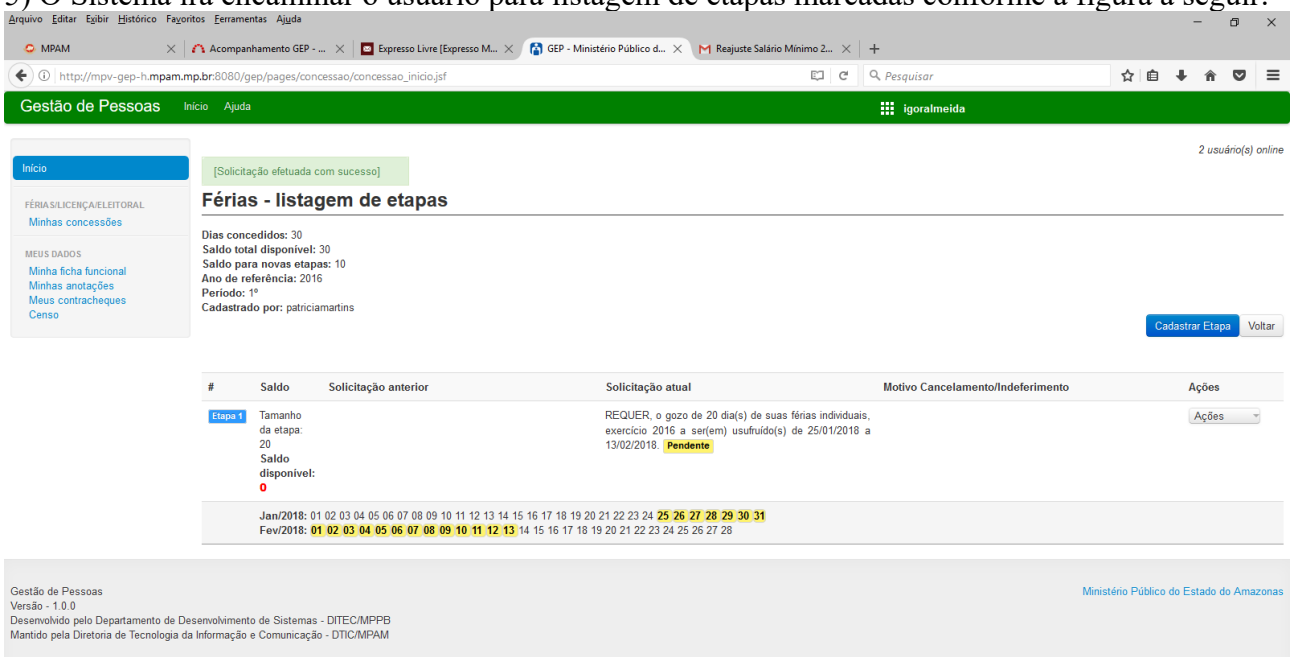 5) O Sistema irá encaminar o usuário para listagem de etapas marcadas conforme a figura a seguir:
Arquivo Editar Exibir Histórico Favoritos Ferramentas Ajuda
MPAM
Acompanhamento GEP - ...
Expresso Livre [Expresso M...
GEP - Ministério Público d...
Reajuste Salário Mínimo 2...
http://mpv-gep-h.mpam.mp.br:8080/gep/pages/concessao/concessao_inicio.jsf
Pesquisar
Gestão de Pessoas Início Ajuda igoralmeida
2 usuário(s) online
Início
FÉRIAS/LICENÇA/ELEITORAL
Minhas concessões
MEUS DADOS
Minha ficha funcional
Minhas anotações
Meus contracheques
Censo
[Solicitação efetuada com sucesso]
Férias - listagem de etapas
Dias concedidos: 30
Saldo total disponível: 30
Saldo para novas etapas: 10
Ano de referência: 2016
Período: 1º
Cadastrado por: patriciamartins
Cadastrar Etapa Voltar
# Saldo Solicitação anterior Solicitação atual Motivo Cancelamento/Indeferimento Ações
Etapa 1
Tamanho
da etapa:
20
Saldo
disponível:
0
REQUER, o gozo de 20 dia(s) de suas férias individuais,
exercício 2016 a ser(em) usufruído(s) de 25/01/2018 a
13/02/2018. Pendente
Ações
Jan/2018: 01 02 03 04 05 06 07 08 09 10 11 12 13 14 15 16 17 18 19 20 21 22 23 24 25 26 27 28 29 30 31
Fev/2018: 01 02 03 04 05 06 07 08 09 10 11 12 13 14 15 16 17 18 19 20 21 22 23 24 25 26 27 28
Gestão de Pessoas
Versão - 1.0.0
Desenvolvido pelo Departamento de Desenvolvimento de Sistemas - DITEC/MPPB
Mantido pela Diretoria de Tecnologia da Informação e Comunicação - DTIC/MPAM
Ministério Público do Estado do Amazonas